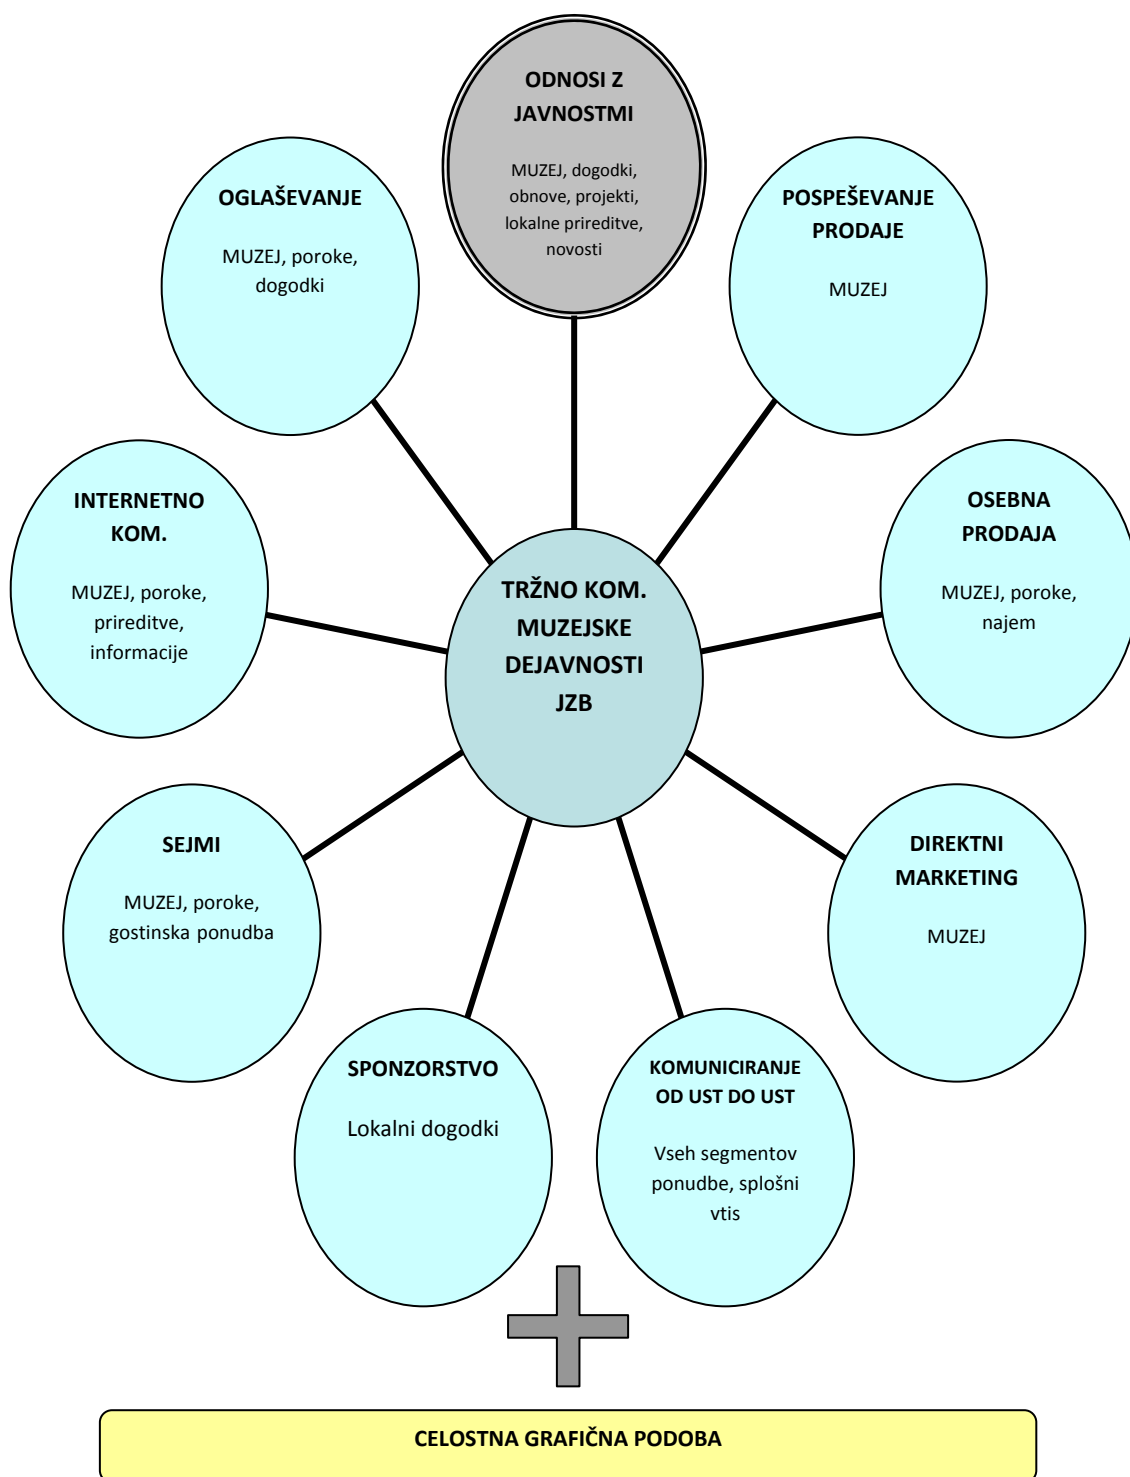 ODNOSI Z
JAVNOSTMI
MUZEJ, dogodki,
obnove, projekti,
lokalne prireditve,
novosti
OGLAŠEVANJE
MUZEJ, poroke,
dogodki
POSPEŠEVANJE
PRODAJE
MUZEJ
INTERNETNO
KOM.
MUZEJ, poroke,
prireditve,
informacije
OSEBNA
PRODAJA
MUZEJ, poroke,
najem
TRŽNO KOM.
MUZEJSKE
DEJAVNOSTI
JZB
SEJMI
MUZEJ, poroke,
gostinska ponudba
DIREKTNI
MARKETING
MUZEJ
SPONZORSTVO
Lokalni dogodki
KOMUNICIRANJE
OD UST DO UST
Vseh segmentov
ponudbe, splošni
vtis
CELOSTNA GRAFIČNA PODOBA